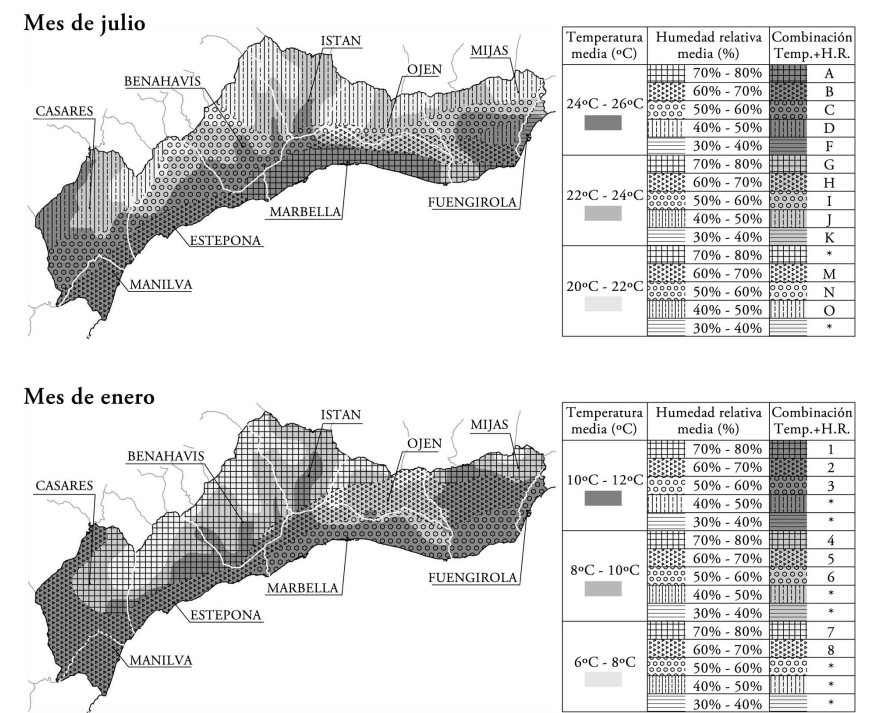 Mes de julio
ISTAN
MIJAS
OJEN
BENAHAVIS
CASARES
MARBELLA
FUENGIROLA
ESTEPONA
MANILVA
Temperatura media (ºC)
Humedad relativa media (%)
Combinación Temp.+H.R.
24ºC - 26ºC
70% - 80% A
60% - 70% B
50% - 60% C
40% - 50% D
30% - 40% F
22ºC - 24ºC
70% - 80% G
60% - 70% H
50% - 60% I
40% - 50% J
30% - 40% K
20ºC - 22ºC
70% - 80% *
60% - 70% M
50% - 60% N
40% - 50% O
30% - 40% *
Mes de enero
ISTAN
MIJAS
OJEN
BENAHAVIS
CASARES
MARBELLA
FUENGIROLA
ESTEPONA
MANILVA
Temperatura media (ºC)
Humedad relativa media (%)
Combinación Temp.+H.R.
10ºC - 12ºC
70% - 80% 1
60% - 70% 2
50% - 60% 3
40% - 50% *
30% - 40% *
8ºC - 10ºC
70% - 80% 4
60% - 70% 5
50% - 60% 6
40% - 50% *
30% - 40% *
6ºC - 8ºC
70% - 80% 7
60% - 70% 8
50% - 60% *
40% - 50% *
30% - 40% *